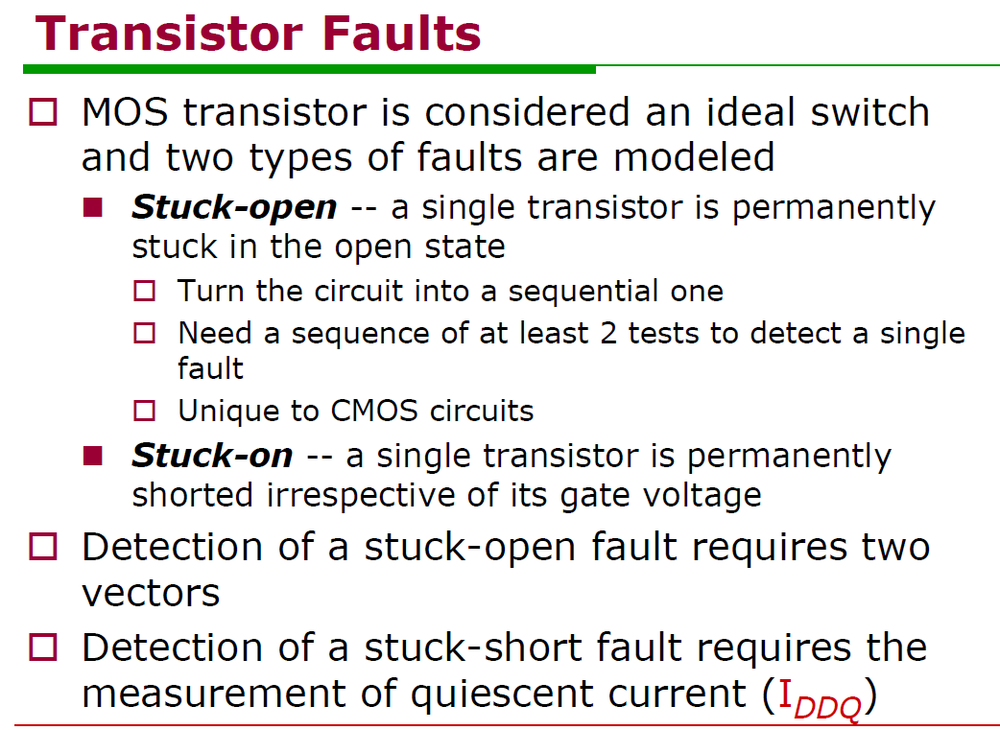 Transistor Faults
MOS transistor is considered an ideal switch
and two types of faults are modeled
Stuck-open -- a single transistor is permanently
stuck in the open state
Turn the circuit into a sequential one
Need a sequence of at least 2 tests to detect a single
fault
Unique to CMOS circuits
Stuck-on -- a single transistor is permanently
shorted irrespective of its gate voltage
Detection of a stuck-open fault requires two
vectors
Detection of a stuck-short fault requires the
measurement of quiescent current (IDDQ)